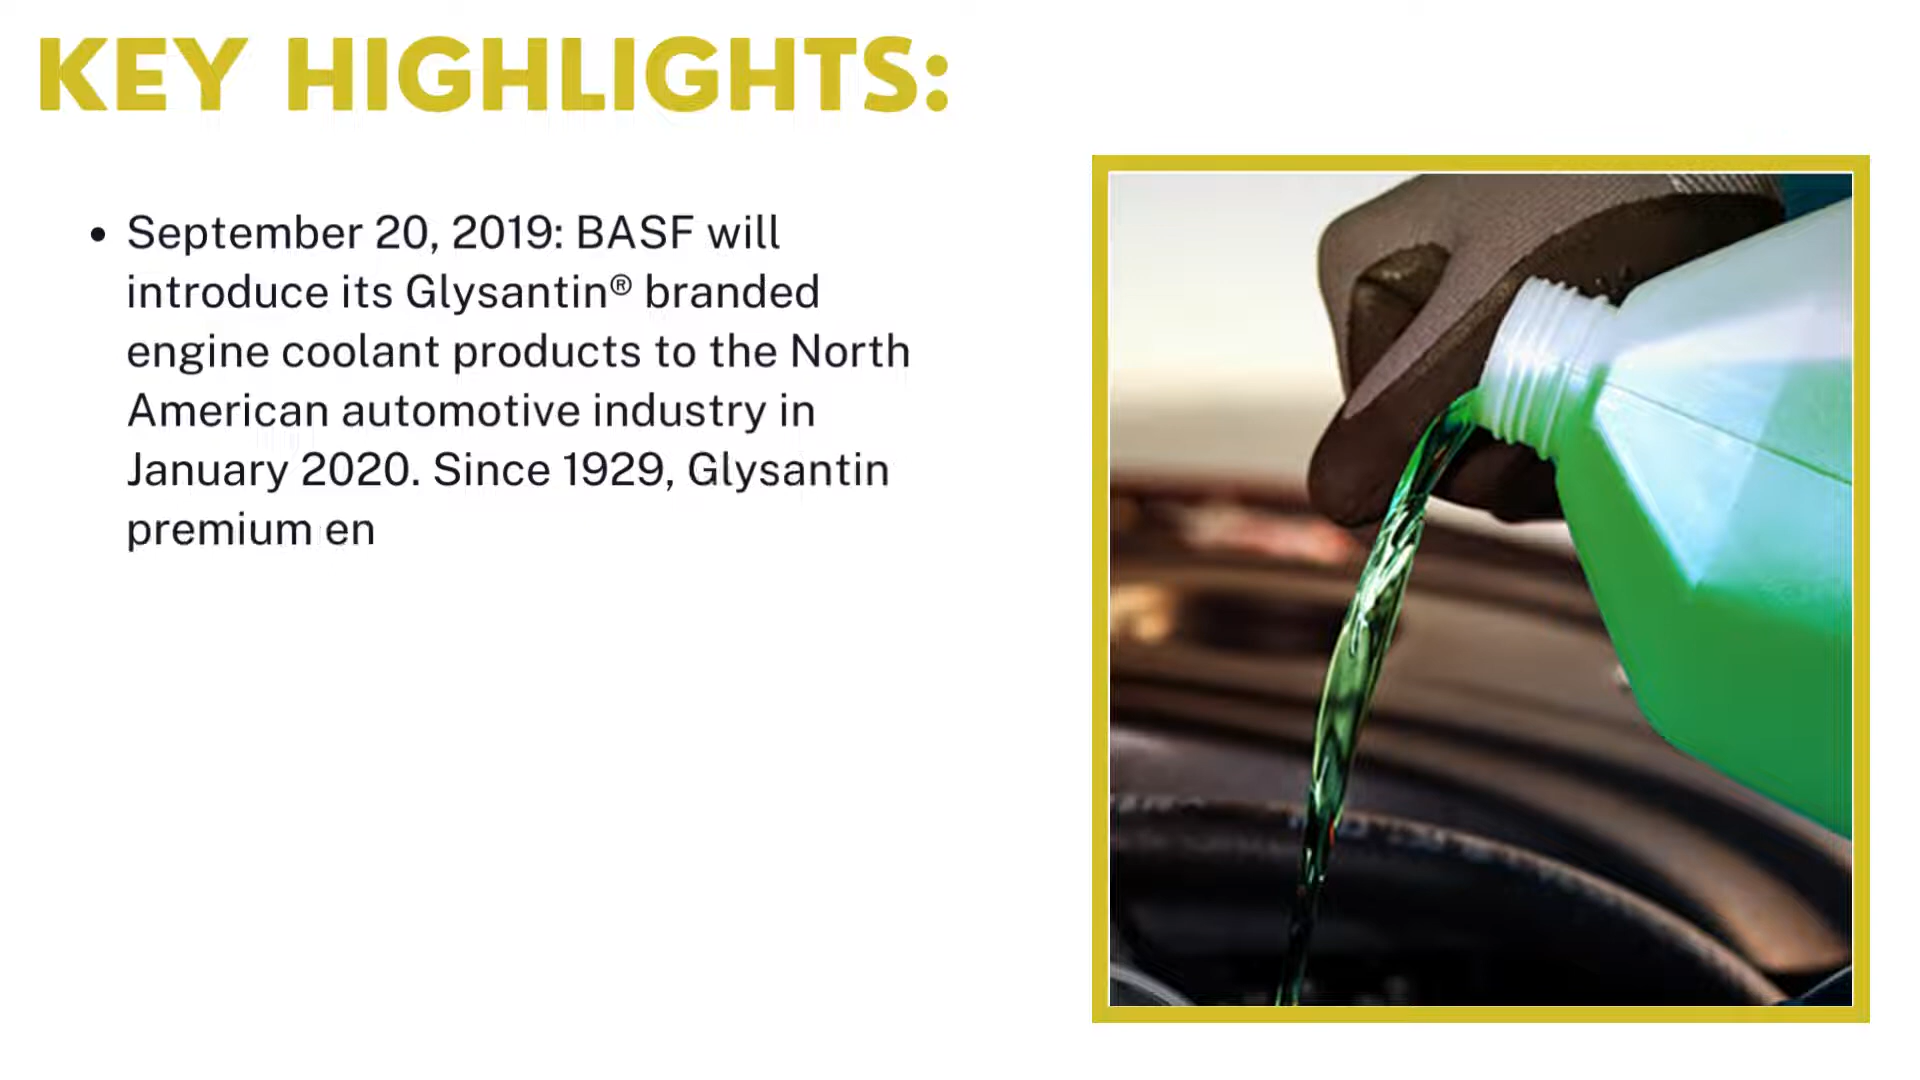 KEY HIGHLIGHTS:
• September 20, 2019: BASF will
introduce its Glysantin® branded
engine coolant products to the North
American automotive industry in
January 2020. Since 1929, Glysantin
premium en